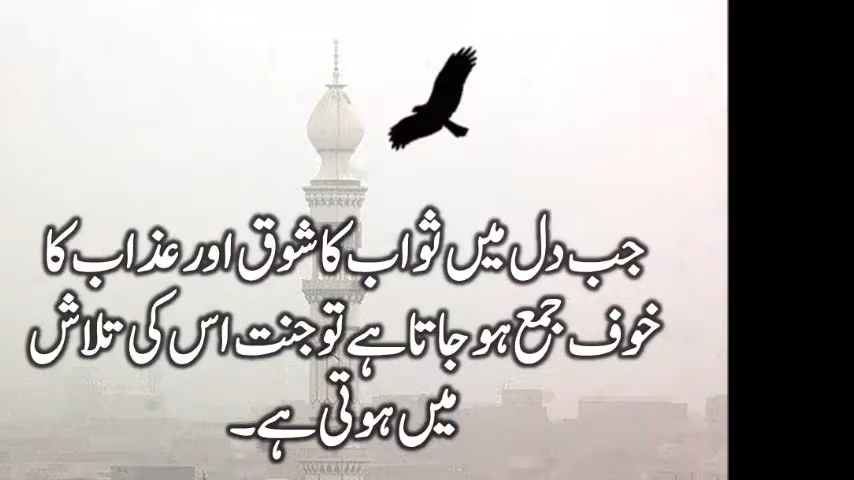 جب دل میں ثواب کا شوق اور عذاب کا
خوف جمع ہو جاتا ہے تو جنت اس کی تلاش
میں ہوتی ہے۔